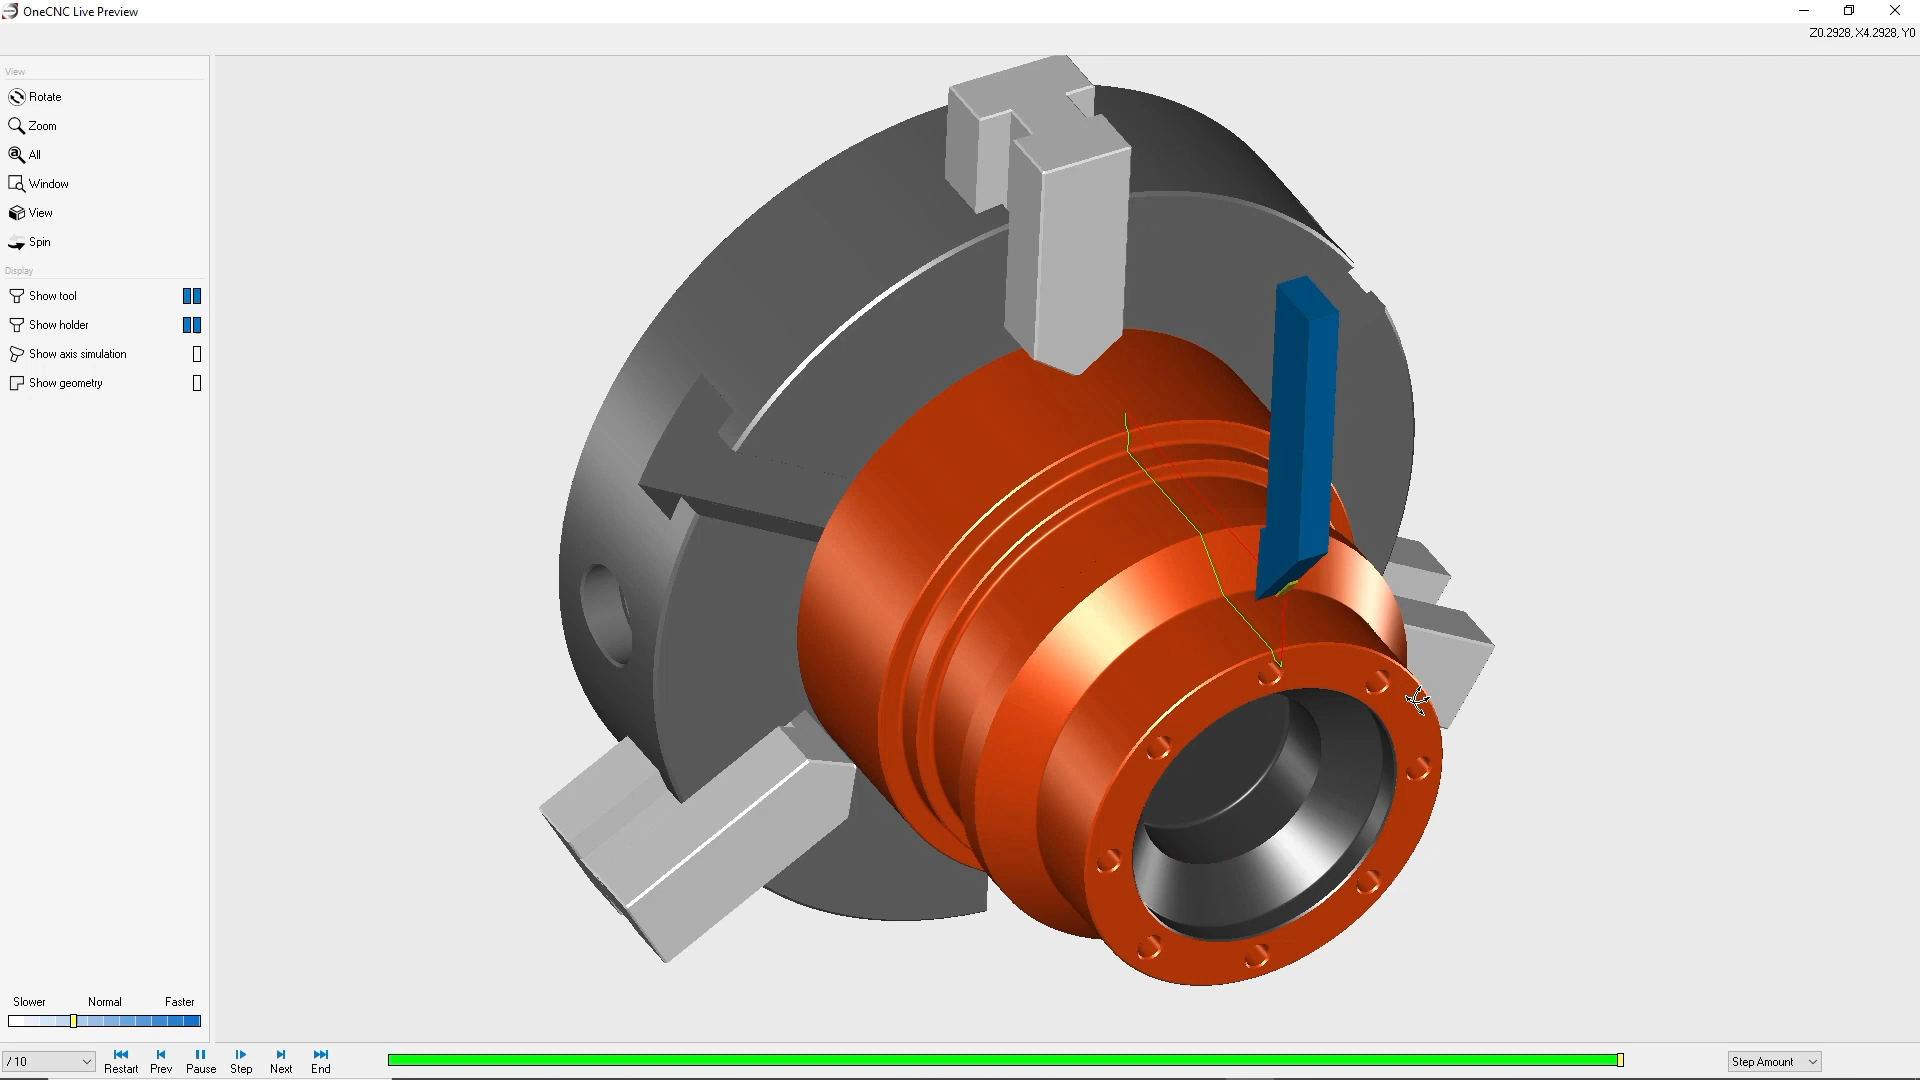 OneCNC Live Preview
Z0.2928, X4.2928, Y0
View
Rotate
Zoom
All
Window
View
Spin
Display
Show tool
Show holder
Show axis simulation
Show geometry
Slower Normal Faster
/ 10
Restart Prev Pause Step Next End
Step Amount